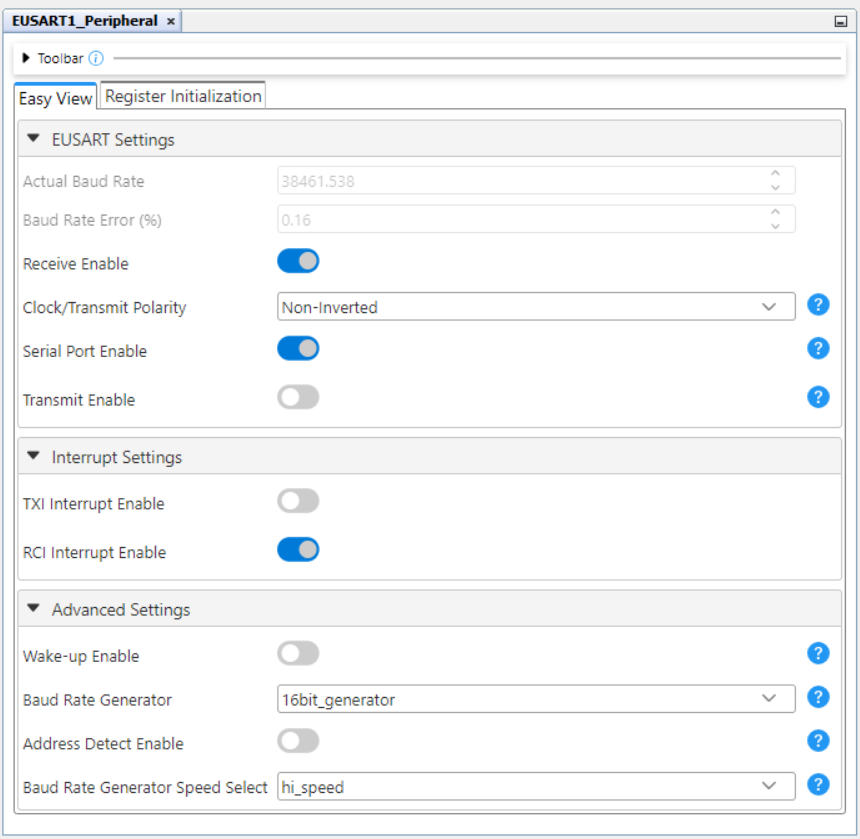 EUSART1_Peripheral ×
Toolbar i
Easy View Register Initialization
EUSART Settings
Actual Baud Rate 38461.538
Baud Rate Error (%) 0.16
Receive Enable
Clock/Transmit Polarity Non-Inverted ?
Serial Port Enable ?
Transmit Enable ?
Interrupt Settings
TXI Interrupt Enable
RCI Interrupt Enable
Advanced Settings
Wake-up Enable ?
Baud Rate Generator 16bit_generator ?
Address Detect Enable ?
Baud Rate Generator Speed Select hi_speed ?